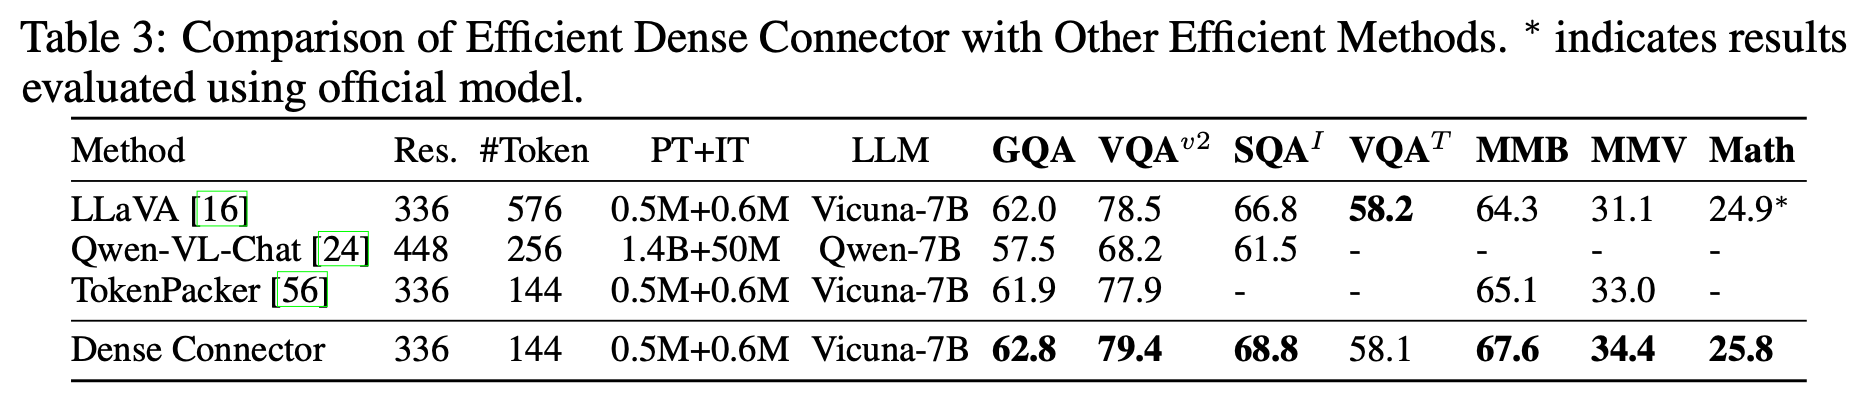 Table 3: Comparison of Efficient Dense Connector with Other Efficient Methods. * indicates results
evaluated using official model.
Method Res. #Token PT+IT LLM GQA VQA^v2 SQA^I VQA^T MMB MMV Math
LLaVA [16] 336 576 0.5M+0.6M Vicuna-7B 62.0 78.5 66.8 58.2 64.3 31.1 24.9*
Qwen-VL-Chat [24] 448 256 1.4B+50M Qwen-7B 57.5 68.2 61.5 - - - -
TokenPacker [56] 336 144 0.5M+0.6M Vicuna-7B 61.9 77.9 - - 65.1 33.0 -
Dense Connector 336 144 0.5M+0.6M Vicuna-7B 62.8 79.4 68.8 58.1 67.6 34.4 25.8